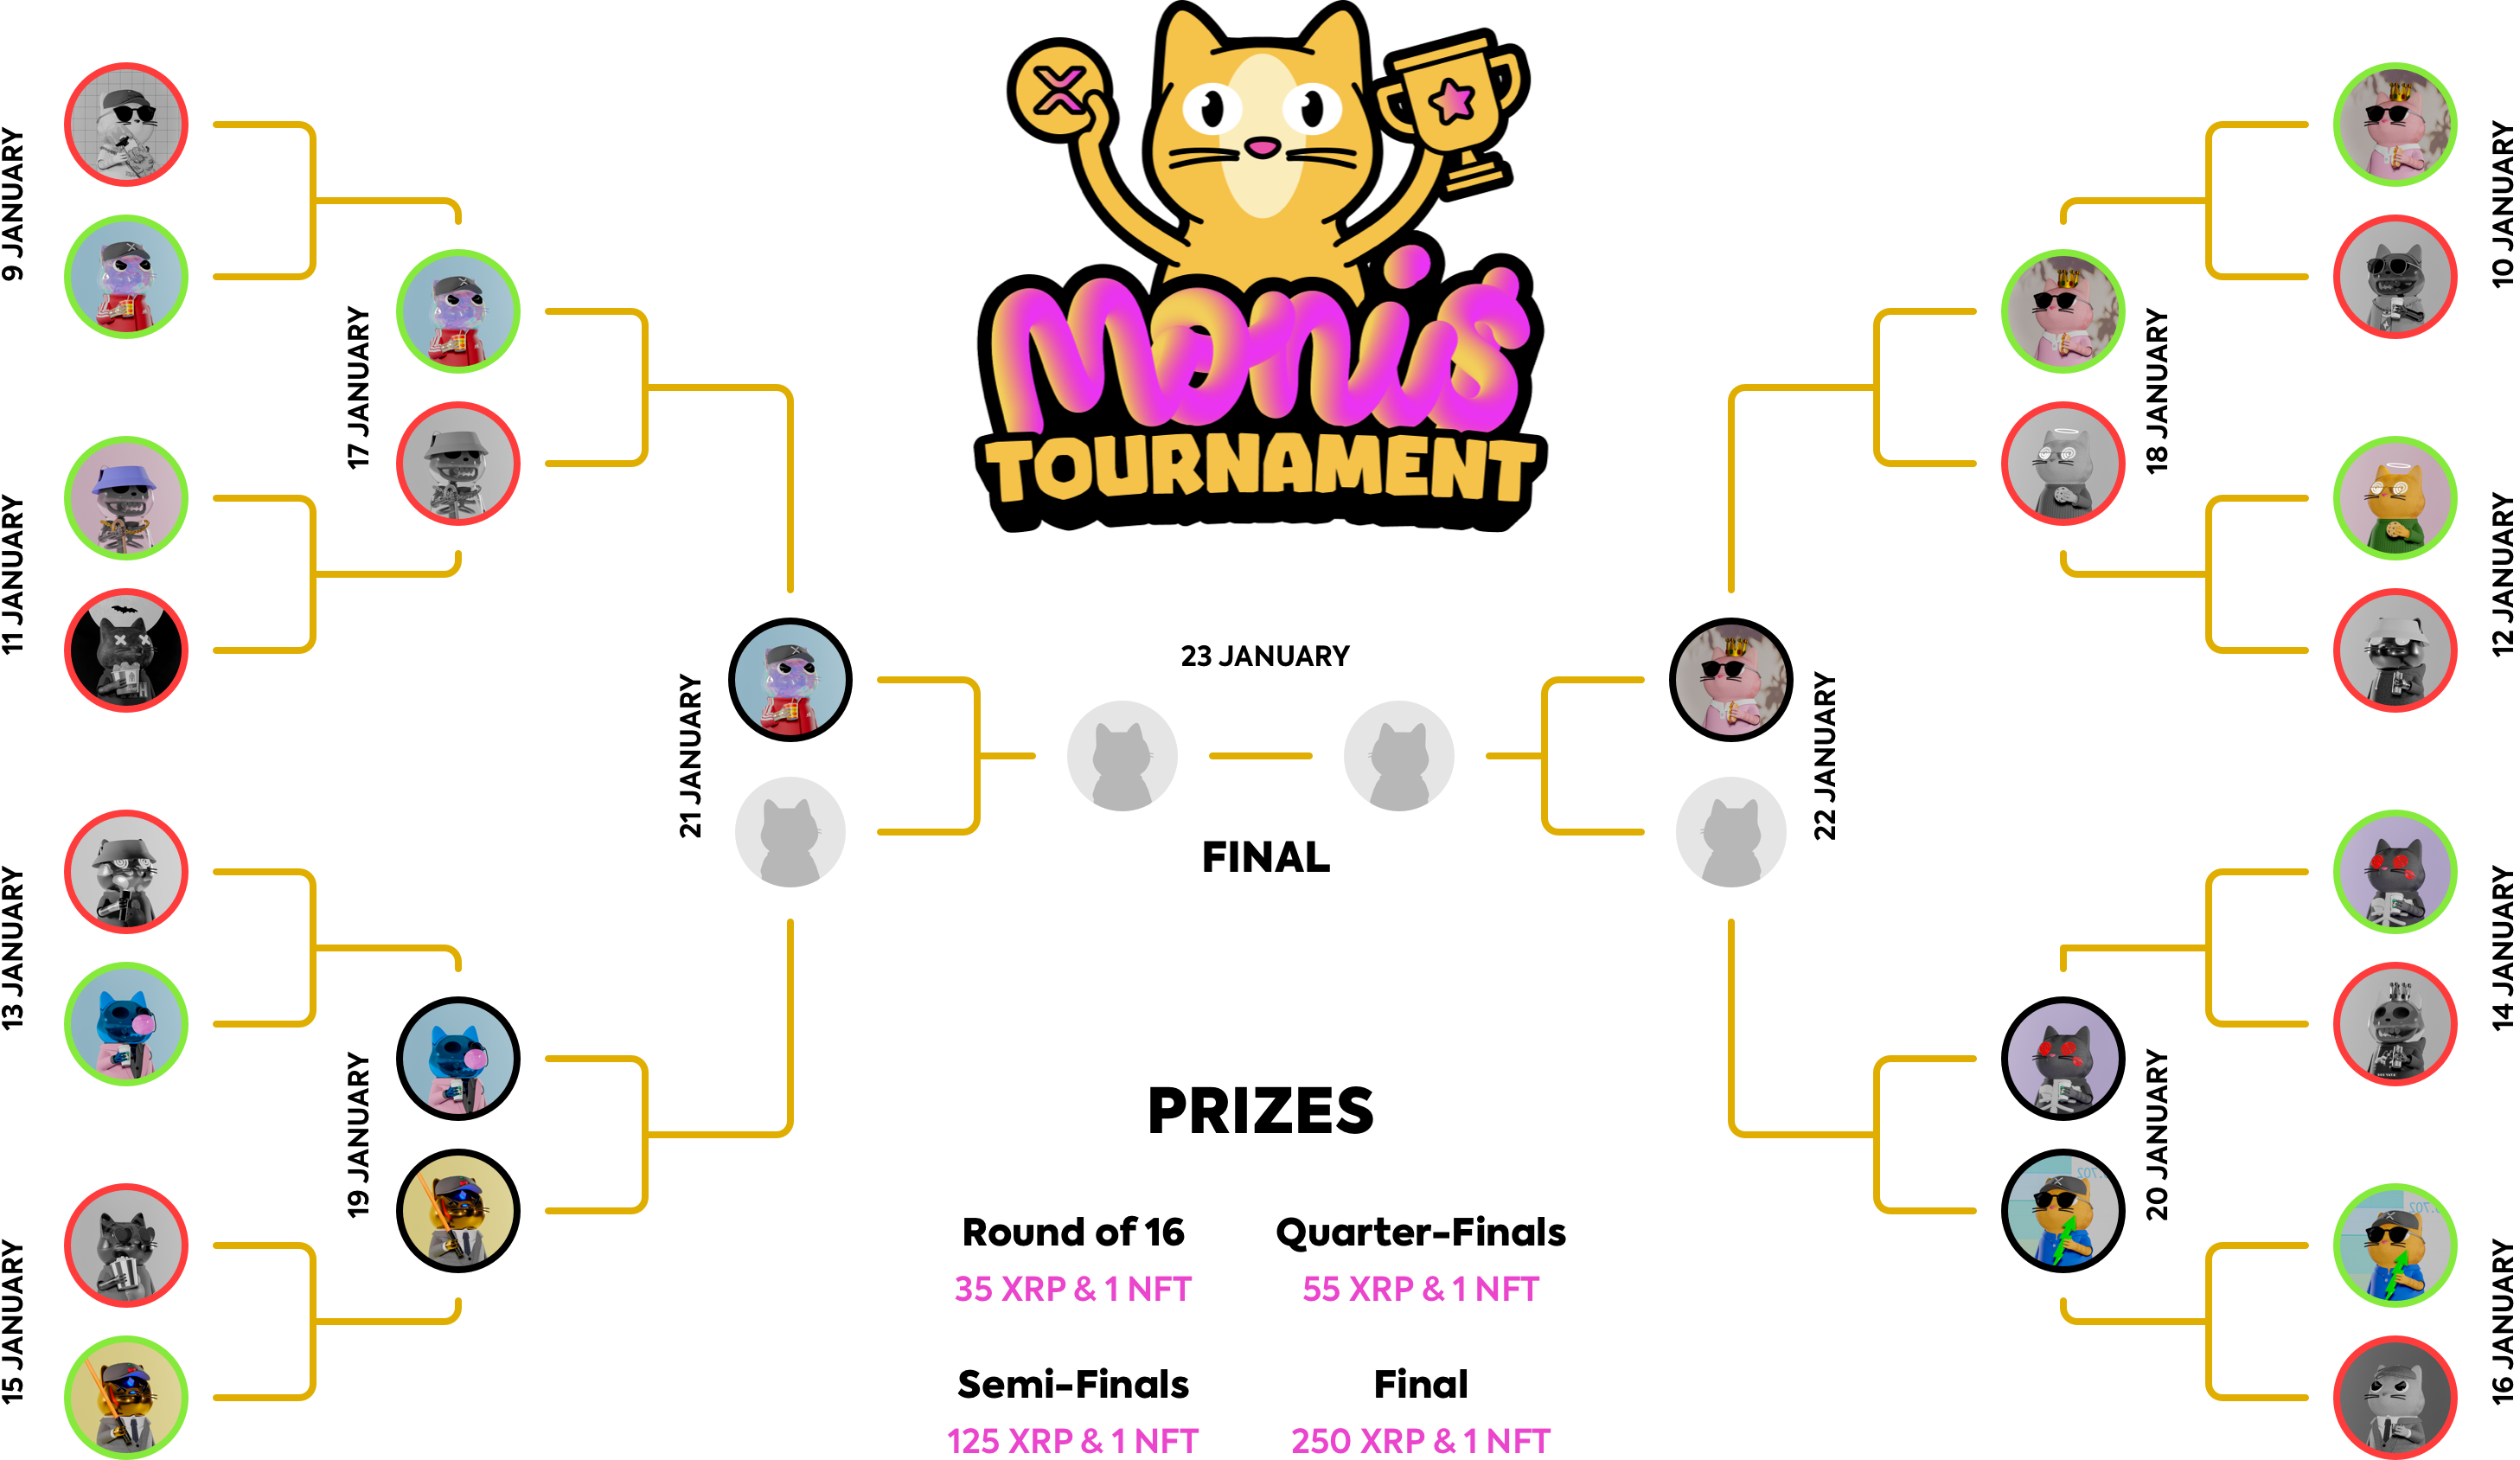 Monis
TOURNAMENT
9 JANUARY
11 JANUARY
13 JANUARY
15 JANUARY
17 JANUARY
19 JANUARY
21 JANUARY
23 JANUARY
FINAL
22 JANUARY
18 JANUARY
20 JANUARY
10 JANUARY
12 JANUARY
14 JANUARY
16 JANUARY
PRIZES
Round of 16
35 XRP & 1 NFT
Quarter-Finals
55 XRP & 1 NFT
Semi-Finals
125 XRP & 1 NFT
Final
250 XRP & 1 NFT